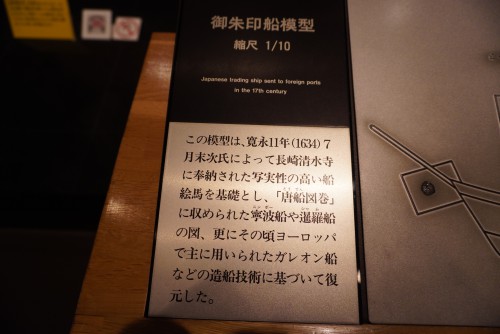 御朱印船模型
縮尺 1/10
Japanese trading ship sent to foreign ports
in the 17th century
この模型は、寛永11年(1634)7
月末次氏によって長崎清水寺
に奉納された写実性の高い船
絵馬を基礎とし、「唐船図巻」
に収められた寧波船や暹羅船
の図、更にその頃ヨーロッパ
で主に用いられたガレオン船
などの造船技術に基づいて復
元した。